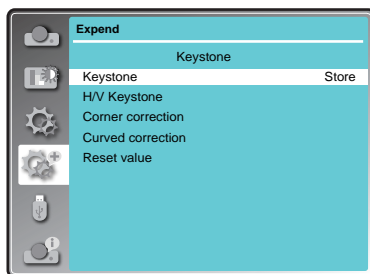 Expend
Keystone
Keystone Store
H/V Keystone
Corner correction
Curved correction
Reset value